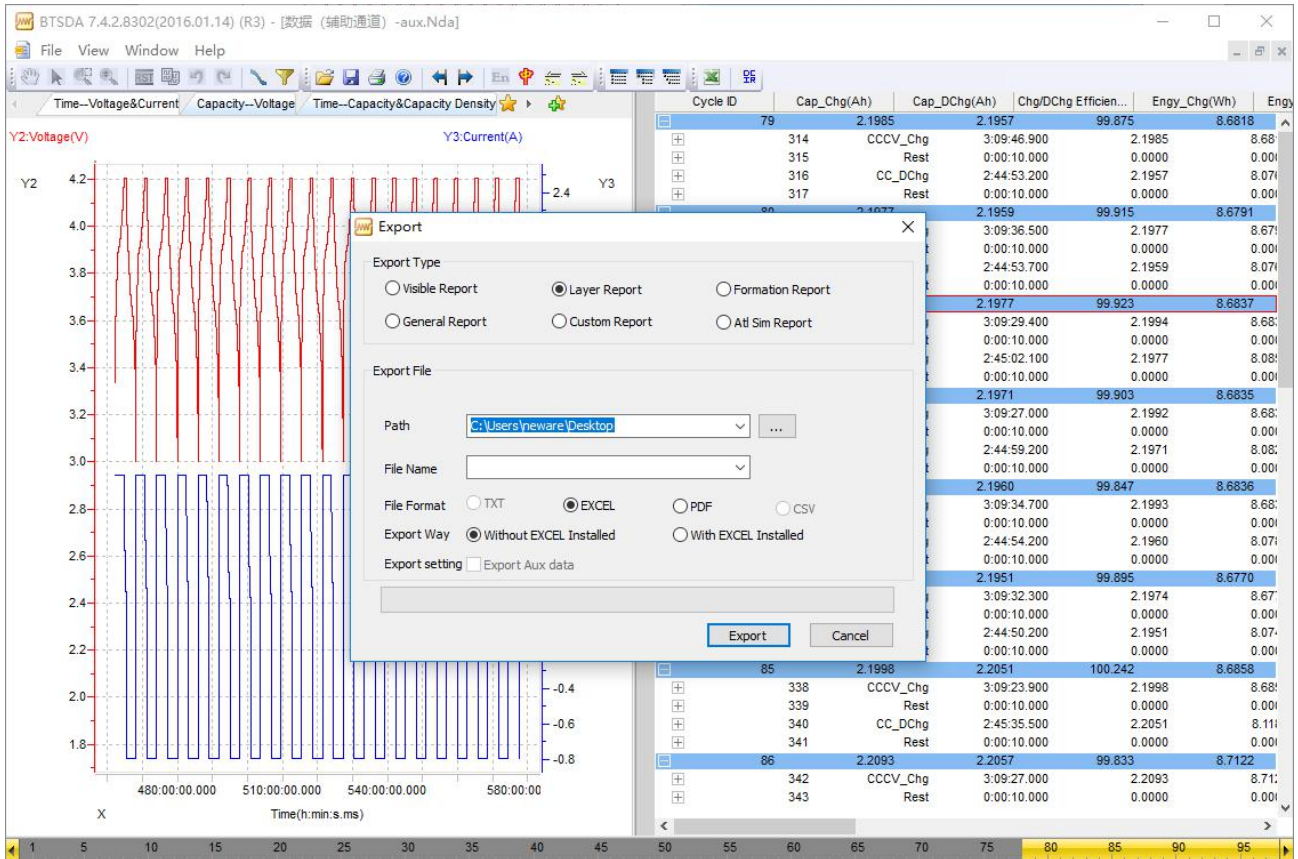 BTSDA 7.4.2.8302(2016.01.14) (R3) - [数据（辅助通道）-aux.Nda]
File View Window Help
Time--Voltage&Current Capacity--Voltage Time--Capacity&Capacity Density
Y2:Voltage(V) Y3:Current(A)
Y2 Y3
4.2
4.0
3.8
3.6
3.4
3.2
3.0
2.8
2.6
2.4
2.2
2.0
1.8
2.4
-0.4
-0.6
-0.8
480:00:00.000 510:00:00.000 540:00:00.000 580:00:00
X Time(h:min:s.ms)
Export
Export Type
Visible Report Layer Report Formation Report
General Report Custom Report Atl Sim Report
Export File
Path C:\Users\neware\Desktop ...
File Name
File Format TXT EXCEL PDF CSV
Export Way Without EXCEL Installed With EXCEL Installed
Export setting Export Aux data
Export Cancel
Cycle ID Cap_Chg(Ah) Cap_DChg(Ah) Chg/DChg Efficien... Engy_Chg(Wh) Engy
79 2.1985 2.1957 99.875 8.6818
314 CCCV_Chg 3:09:46.900 2.1985
315 Rest 0:00:10.000 0.0000
316 CC_DChg 2:44:53.200 2.1957
317 Rest 0:00:10.000 0.0000
80 2.1977 2.1959 99.915 8.6791
3:09:36.500 2.1977
0:00:10.000 0.0000
2:44:53.700 2.1959
0:00:10.000 0.0000
2.1977 99.923 8.6837
3:09:29.400 2.1994
0:00:10.000 0.0000
2:45:02.100 2.1977
0:00:10.000 0.0000
2.1971 99.903 8.6835
3:09:27.000 2.1992
0:00:10.000 0.0000
2:44:59.200 2.1971
0:00:10.000 0.0000
2.1960 99.847 8.6836
3:09:34.700 2.1993
0:00:10.000 0.0000
2:44:54.200 2.1960
0:00:10.000 0.0000
2.1951 99.895 8.6770
3:09:32.300 2.1974
0:00:10.000 0.0000
2:44:50.200 2.1951
0:00:10.000 0.0000
85 2.1998 2.2051 100.242 8.6858
338 CCCV_Chg 3:09:23.900 2.1998
339 Rest 0:00:10.000 0.0000
340 CC_DChg 2:45:35.500 2.2051
341 Rest 0:00:10.000 0.0000
86 2.2093 2.2057 99.833 8.7122
342 CCCV_Chg 3:09:27.000 2.2093
343 Rest 0:00:10.000 0.0000
1 5 10 15 20 25 30 35 40 45 50 55 60 65 70 75 80 85 90 95